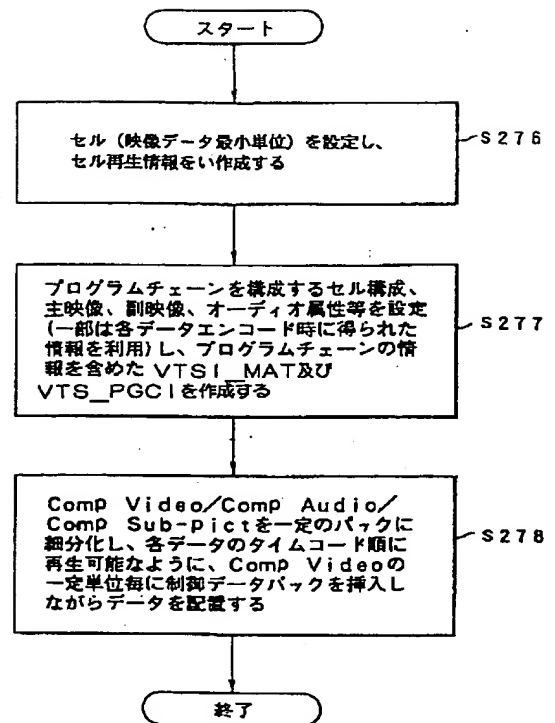 スタート
セル（映像データ最小単位）を設定し、
セル再生情報をい作成する
S276
プログラムチェーンを構成するセル構成、
主映像、副映像、オーディオ属性等を設定
(一部は各データエンコード時に得られた
情報を利用)し、プログラムチェーンの情
報を含めたVTSI_MAT及び
VTS_PGCIを作成する
S277
Comp Video/Comp Audio/
Comp Sub-pictを一定のパックに
細分化し、各データのタイムコード順に
再生可能なように、Comp Videoの
一定単位毎に制御データパックを挿入し
ながらデータを配置する
S278
終了